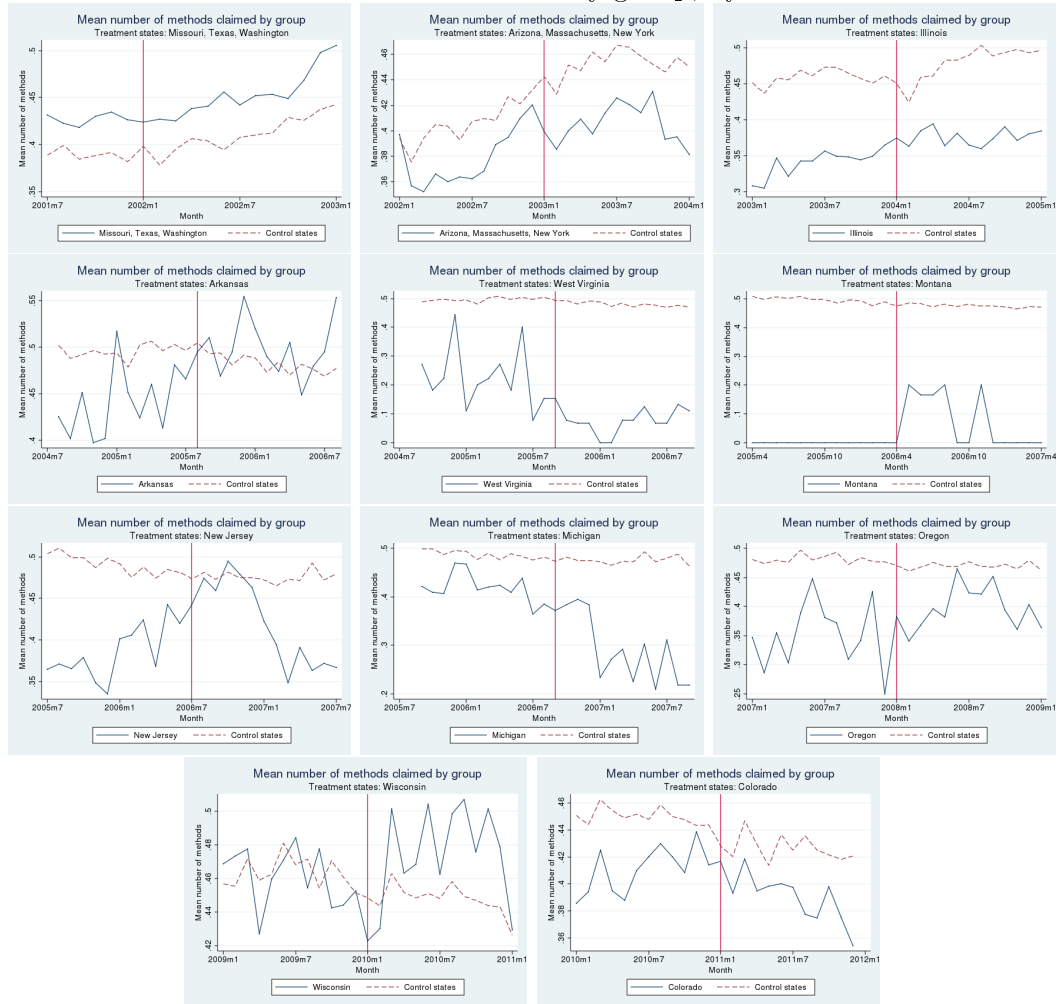 Mean number of methods claimed by group
Treatment states: Missouri, Texas, Washington
Mean number of methods
.35 .4 .45 .5
2001m7 2002m1 2002m7 2003m1
Month
Missouri, Texas, Washington Control states
Mean number of methods claimed by group
Treatment states: Arizona, Massachusetts, New York
Mean number of methods
.36 .38 .4 .42 .44 .46
2002m1 2002m7 2003m1 2003m7 2004m1
Month
Arizona, Massachusetts, New York Control states
Mean number of methods claimed by group
Treatment states: Illinois
Mean number of methods
.3 .35 .4 .45 .5
2003m1 2003m7 2004m1 2004m7 2005m1
Month
Illinois Control states
Mean number of methods claimed by group
Treatment states: Arkansas
Mean number of methods
.4 .45 .5 .55
2004m7 2005m1 2005m7 2006m1 2006m7
Month
Arkansas Control states
Mean number of methods claimed by group
Treatment states: West Virginia
Mean number of methods
0 .1 .2 .3 .4 .5
2004m7 2005m1 2005m7 2006m1 2006m7
Month
West Virginia Control states
Mean number of methods claimed by group
Treatment states: Montana
Mean number of methods
0 .1 .2 .3 .4 .5
2005m4 2005m10 2006m4 2006m10 2007m4
Month
Montana Control states
Mean number of methods claimed by group
Treatment states: New Jersey
Mean number of methods
.35 .4 .45 .5
2005m7 2006m1 2006m7 2007m1 2007m7
Month
New Jersey Control states
Mean number of methods claimed by group
Treatment states: Michigan
Mean number of methods
.2 .3 .4 .5
2005m7 2006m1 2006m7 2007m1 2007m7
Month
Michigan Control states
Mean number of methods claimed by group
Treatment states: Oregon
Mean number of methods
.25 .3 .35 .4 .45 .5
2007m1 2007m7 2008m1 2008m7 2009m1
Month
Oregon Control states
Mean number of methods claimed by group
Treatment states: Wisconsin
Mean number of methods
.42 .44 .46 .48 .5
2009m1 2009m7 2010m1 2010m7 2011m1
Month
Wisconsin Control states
Mean number of methods claimed by group
Treatment states: Colorado
Mean number of methods
.36 .38 .4 .42 .44 .46
2010m1 2010m7 2011m1 2011m7 2012m1
Month
Colorado Control states